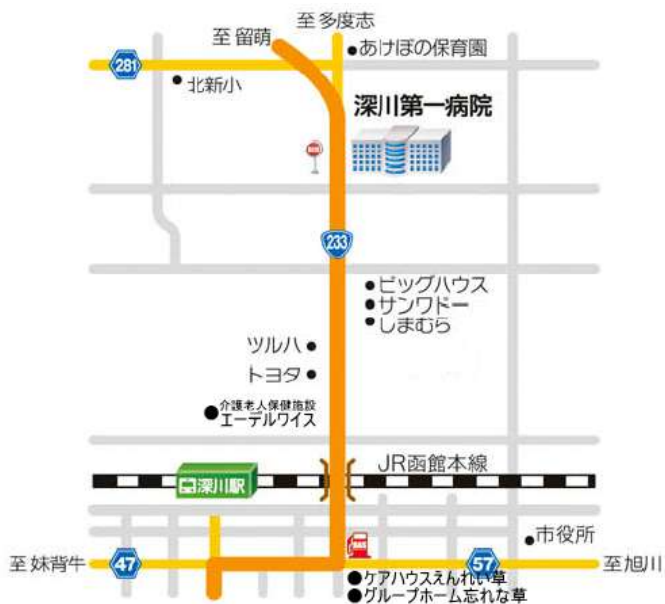 至 多度志
至 留萌
あけぼの保育園
281
北新小
深川第一病院
233
ビッグハウス
サンワドー
しまむら
ツルハ
トヨタ
介護老人保健施設
エーデルワイス
JR函館本線
深川駅
市役所
至 妹背牛
47
57
至 旭川
ケアハウスえんれい草
グループホーム忘れな草